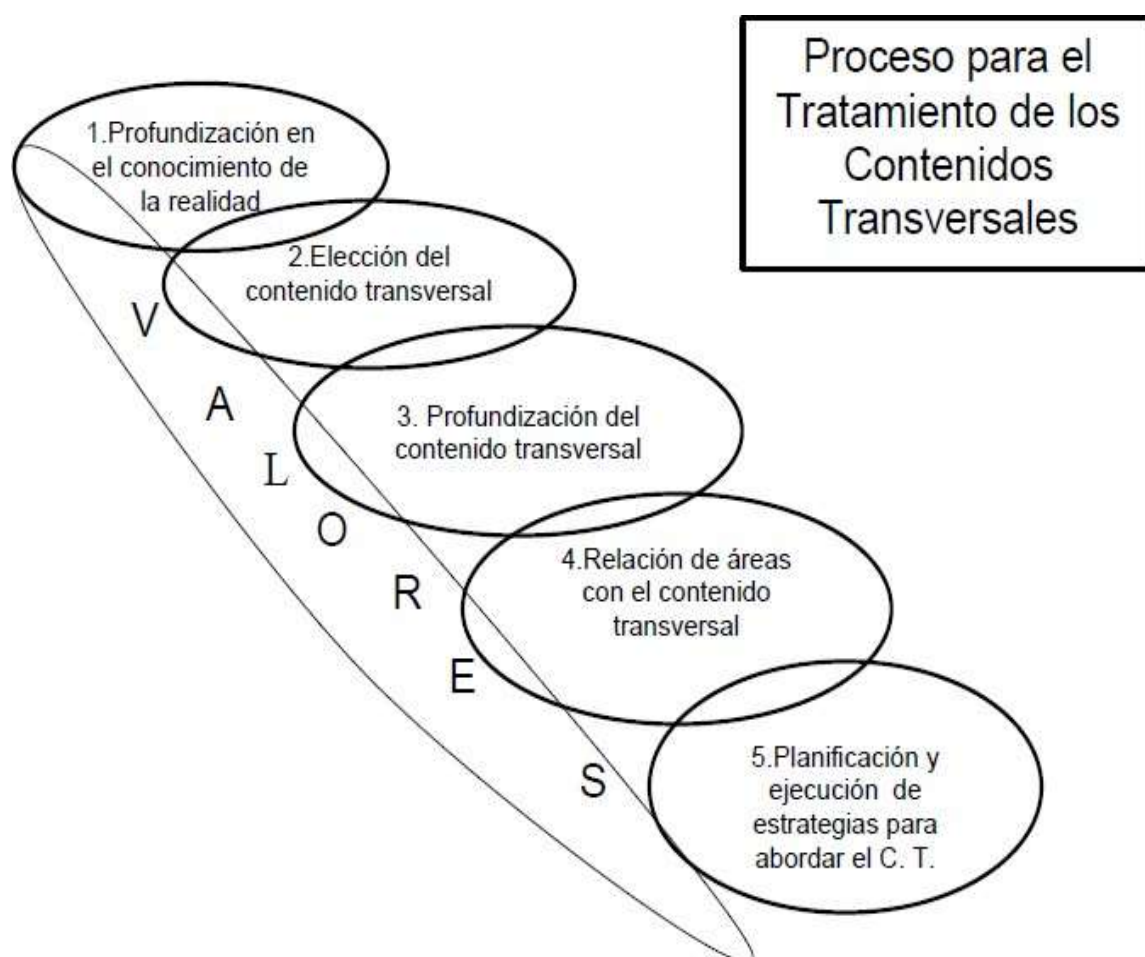 Proceso para el
Tratamiento de los
Contenidos
Transversales
1.Profundización en
el conocimiento de
la realidad
2.Elección del
contenido transversal
3. Profundización del
contenido transversal
4.Relación de áreas
con el contenido
transversal
5.Planificación y
ejecución de
estrategias para
abordar el C. T.
V
A
L
O
R
E
S